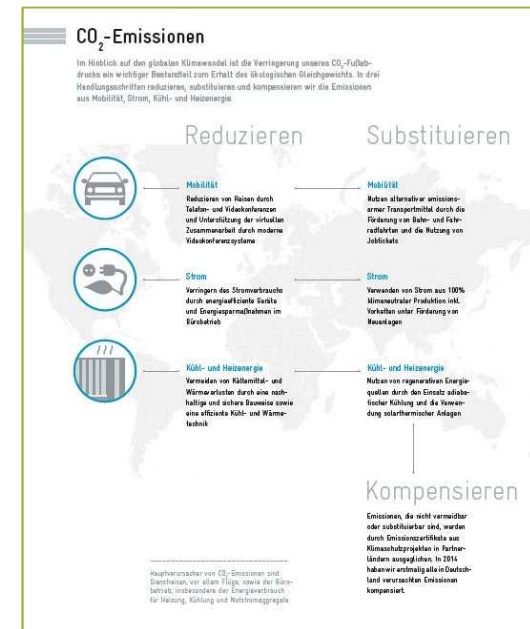 CO₂-Emissionen
Im Hinblick auf den globalen Klimawandel ist die Verringerung unseres CO₂-Fußab-
drucks ein wichtiger Bestandteil zum Erhalt des ökologischen Gleichgewichts. In drei
Handlungsschritten reduzieren, substituieren und kompensieren wir die Emissionen
aus Mobilität, Strom, Kühl- und Heizenergie
Reduzieren
Mobilität
Reduzieren von Reisen durch
Telefon- und Videokonferenzen
und Unterstützung der virtuellen
Zusammenarbeit durch moderne
Videokonferenzsysteme
Strom
Verringern des Stromverbrauchs
durch energieeffiziente Geräte
und Energiesparmaßnahmen im
Bürobetrieb
Kühl- und Heizenergie
Vermeiden von Kältemittel- und
Wärmeverlusten durch eine nach-
haltige und sichere Bauweise sowie
eine effiziente Kühl- und Wärme-
technik
Substituieren
Mobilität
Nutzen alternativer emissions-
armer Transportmittel durch die
Förderung von Bahn- und Fahr-
radfahrten und die Nutzung von
Jobtickets
Strom
Verwenden von Strom aus 100%
klimaneutraler Produktion inkl.
Vorketten unter Förderung von
Neuanlagen
Kühl- und Heizenergie
Nutzen von regenerativen Energie-
quellen durch den Einsatz adiaba-
tischer Kühlung und die Verwen-
dung solarthermischer Anlagen
Kompensieren
Emissionen, die nicht vermeidbar
oder substituierbar sind, werden
durch Emissionszertifikate aus
Klimaschutzprojekten in Partner-
ländern ausgeglichen. In 2014
haben wir erstmalig alle in Deutsch-
land verursachten Emissionen
kompensiert.
Hauptverursacher von CO₂-Emissionen sind
Dienstreisen, vor allem Flüge, sowie der Büro-
betrieb, insbesondere der Energieverbrauch
für Heizung, Kühlung und Notstromaggregate